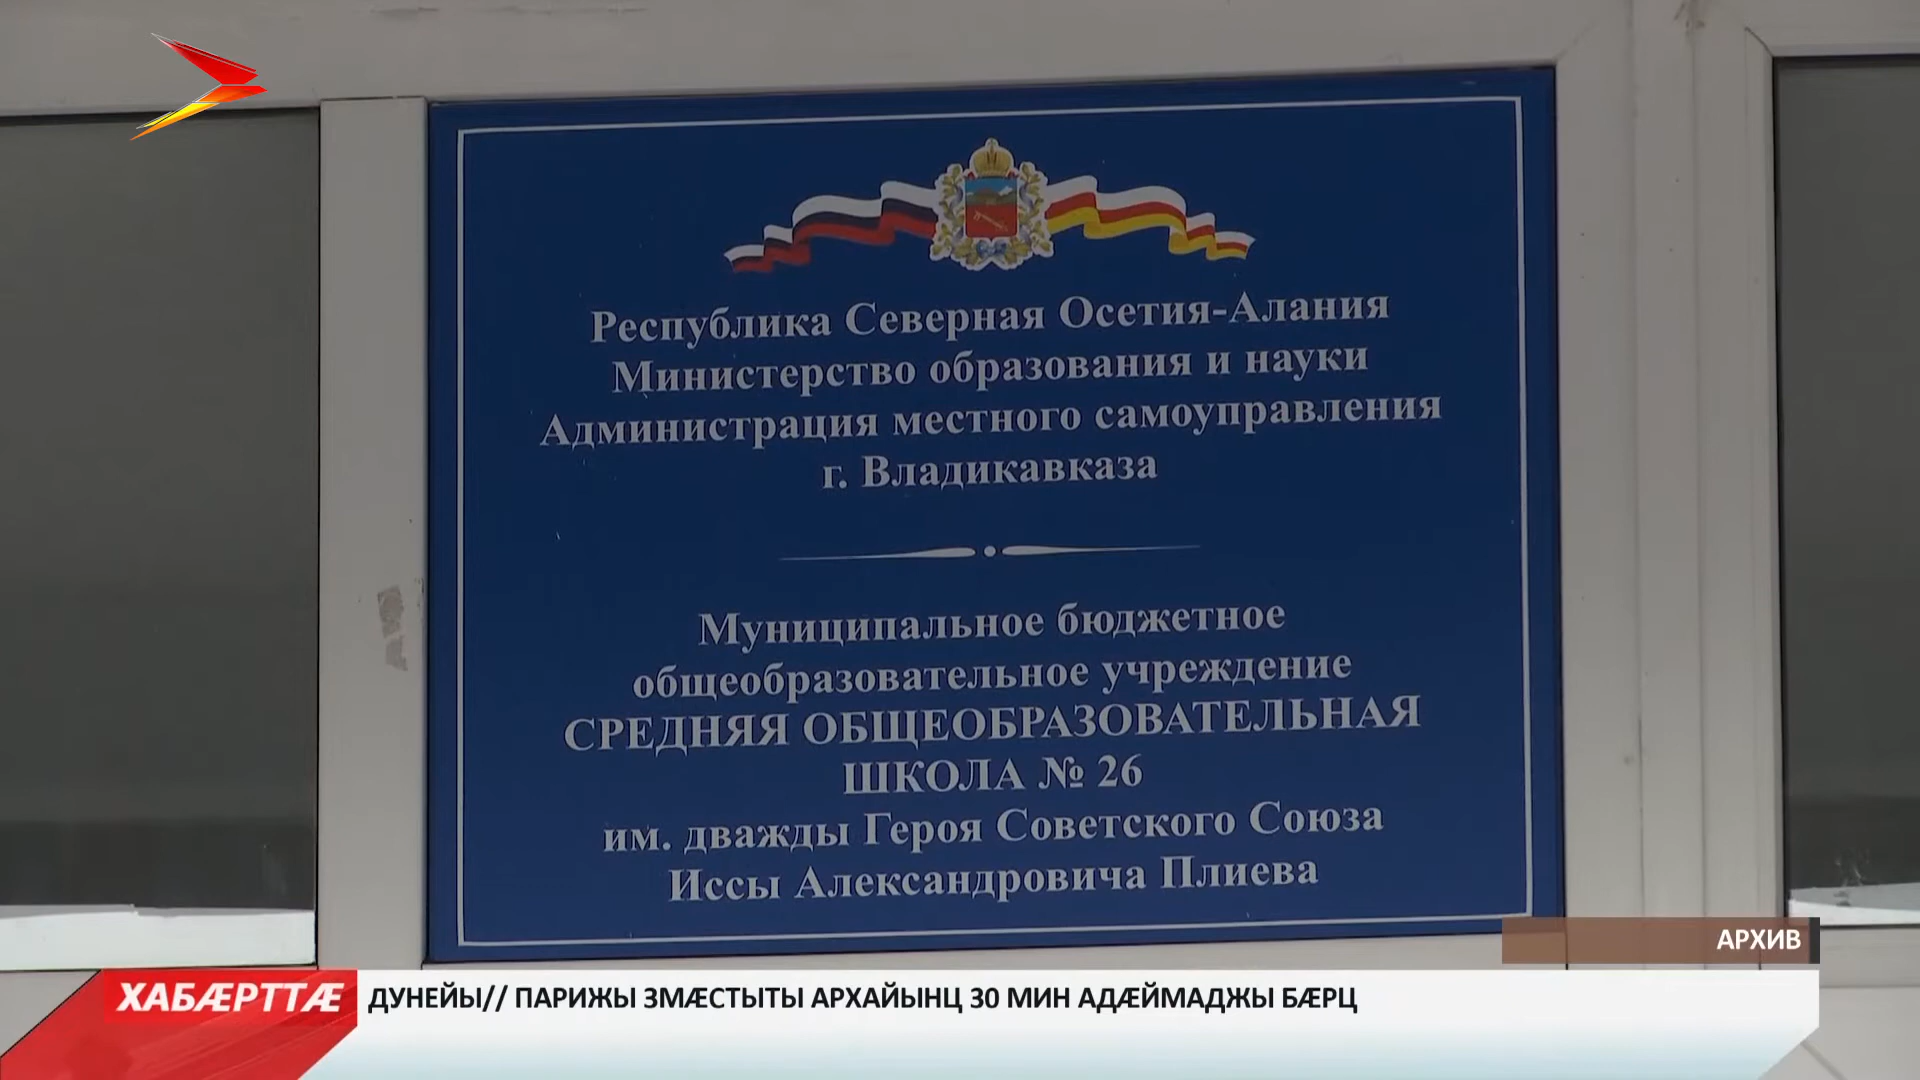 Республика Северная Осетия-Алания
Министерство образования и науки
Администрация местного самоуправления
г. Владикавказа
Муниципальное бюджетное
общеобразовательное учреждение
СРЕДНЯЯ ОБЩЕОБРАЗОВАТЕЛЬНАЯ
ШКОЛА № 26
им. дважды Героя Советского Союза
Иссы Александровича Плиева
АРХИВ
ХАБÆРТТÆ
ДУНЕЙЫ// ПАРИЖЫ ЗМÆСТЫТЫ АРХАЙЫНЦ 30 МИН АДÆЙМАДЖЫ БÆРЦ